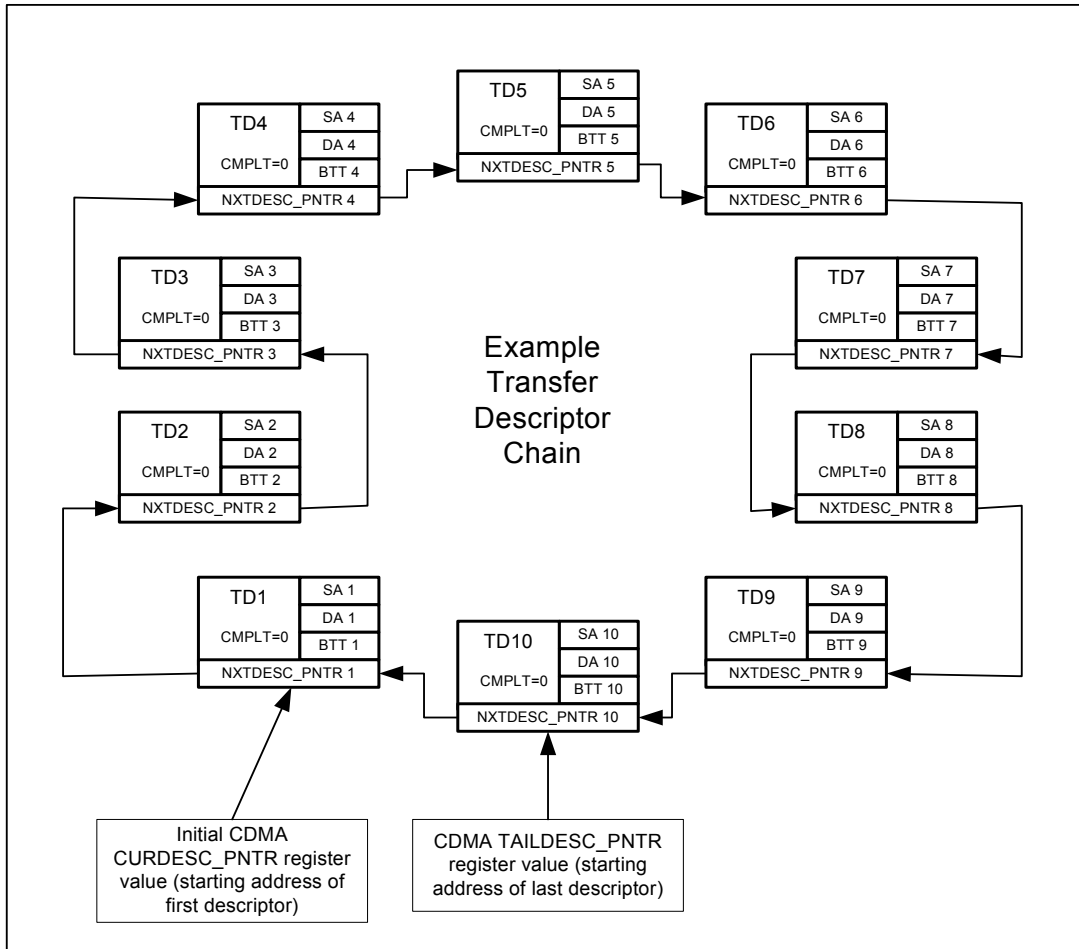 TD5
CMPLT=0
SA 5
DA 5
BTT 5
NXTDESC_PNTR 5
TD4
CMPLT=0
SA 4
DA 4
BTT 4
NXTDESC_PNTR 4
TD6
CMPLT=0
SA 6
DA 6
BTT 6
NXTDESC_PNTR 6
TD3
CMPLT=0
SA 3
DA 3
BTT 3
NXTDESC_PNTR 3
TD7
CMPLT=0
SA 7
DA 7
BTT 7
NXTDESC_PNTR 7
Example
Transfer
Descriptor
Chain
TD2
CMPLT=0
SA 2
DA 2
BTT 2
NXTDESC_PNTR 2
TD8
CMPLT=0
SA 8
DA 8
BTT 8
NXTDESC_PNTR 8
TD1
CMPLT=0
SA 1
DA 1
BTT 1
NXTDESC_PNTR 1
TD10
CMPLT=0
SA 10
DA 10
BTT 10
NXTDESC_PNTR 10
TD9
CMPLT=0
SA 9
DA 9
BTT 9
NXTDESC_PNTR 9
Initial CDMA
CURDESC_PNTR register
value (starting address of
first descriptor)
CDMA TAILDESC_PNTR
register value (starting
address of last descriptor)